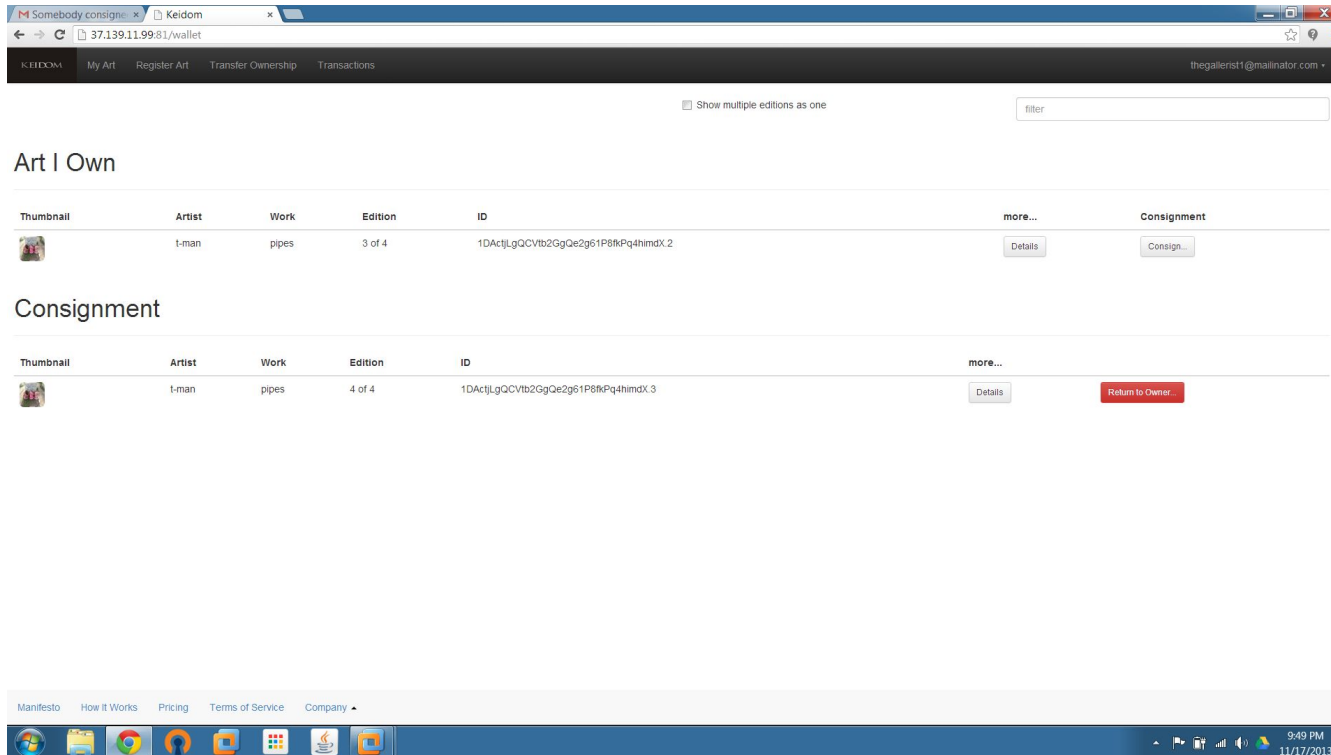 Somebody consigne
Keidom
37.139.11.99:81/wallet
KEIDOM My Art Register Art Transfer Ownership Transactions thegallerist1@mailinator.com
Show multiple editions as one filter
Art I Own
Thumbnail Artist Work Edition ID more... Consignment
t-man pipes 3 of 4 1DActjLgQCVtb2GgQe2g61P8fkPq4himdX.2 Details Consign...
Consignment
Thumbnail Artist Work Edition ID more...
t-man pipes 4 of 4 1DActjLgQCVtb2GgQe2g61P8fkPq4himdX.3 Details Return to Owner...
Manifesto How It Works Pricing Terms of Service Company
9:49 PM
11/17/201